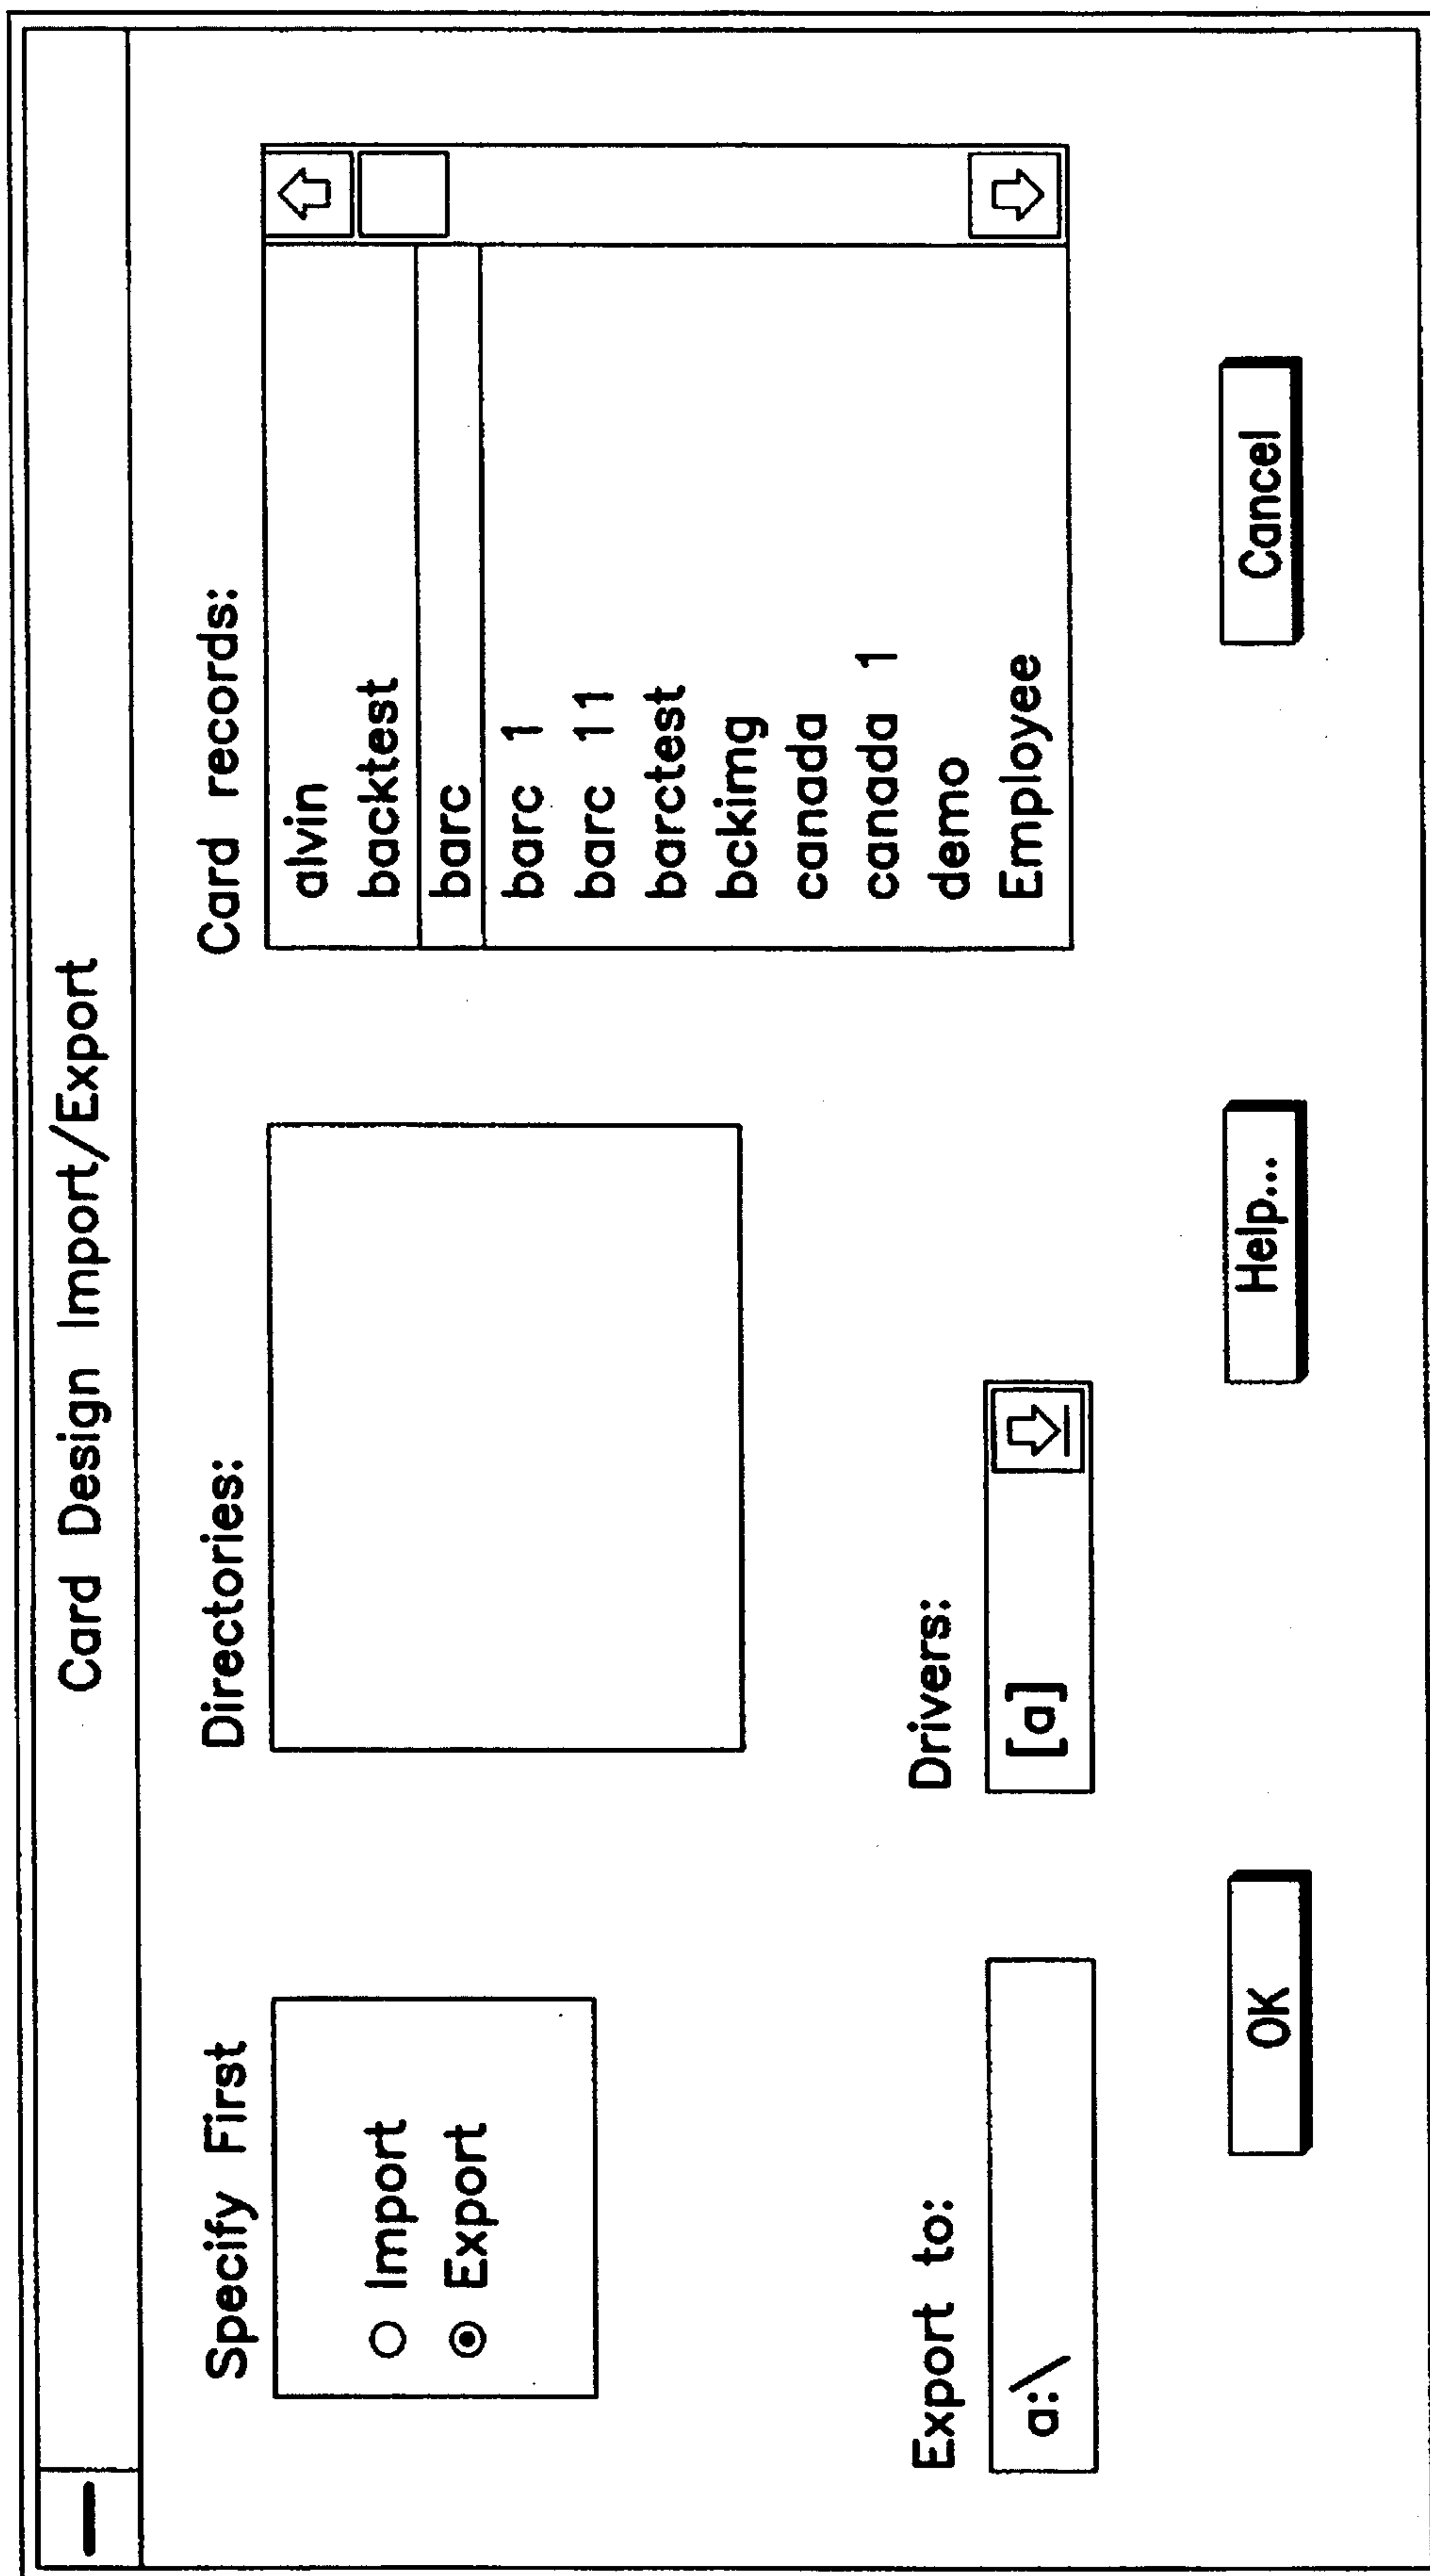 Card Design Import/Export
Specify First
Import
Export
Directories:
Card records:
alvin
backtest
barc
barc 1
barc 11
barctest
bckimg
canada
canada 1
demo
Employee
Export to:
a:\
Drivers:
[a]
OK
Help...
Cancel